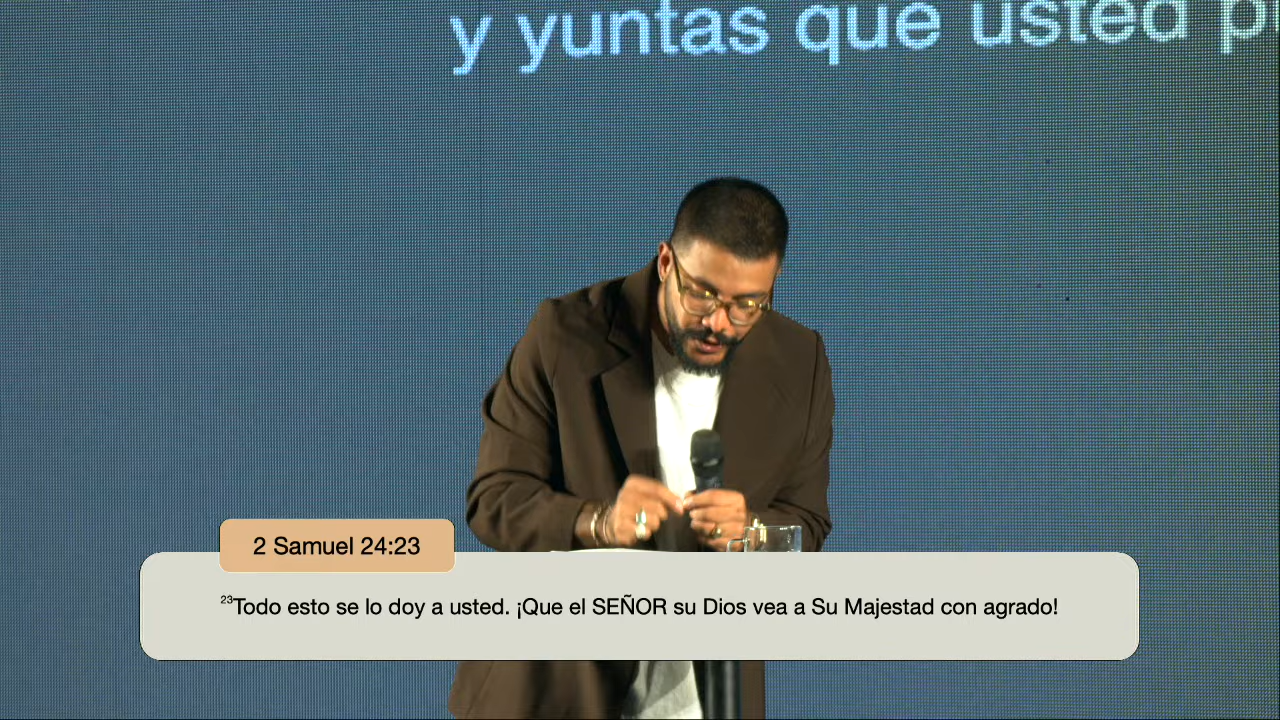 y yuntas que usted p
2 Samuel 24:23
²³Todo esto se lo doy a usted. ¡Que el SEÑOR su Dios vea a Su Majestad con agrado!